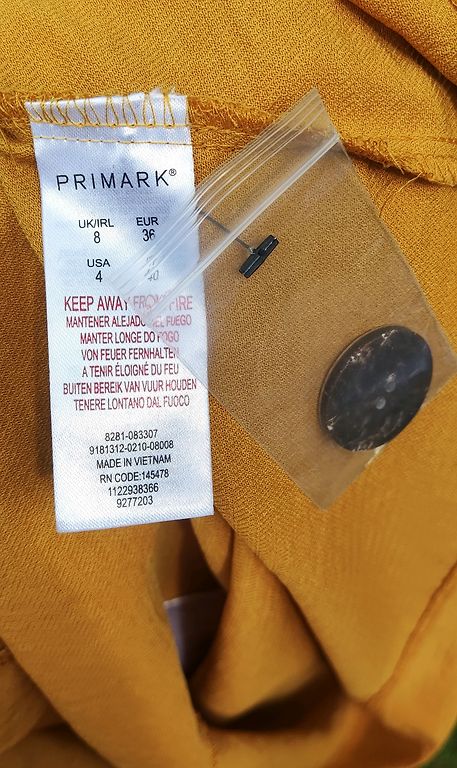 PRIMARK®
UK/IRL EUR
8 36
USA
4 40
KEEP AWAY FROM FIRE
MANTENER ALEJADO DEL FUEGO
MANTER LONGE DO FOGO
VON FEUER FERNHALTEN
A TENIR ÉLOIGNÉ DU FEU
BUITEN BEREIK VAN VUUR HOUDEN
TENERE LONTANO DAL FUOCO
8281-083307
9181312-0210-08008
MADE IN VIETNAM
RN CODE:145478
1122938366
9277203